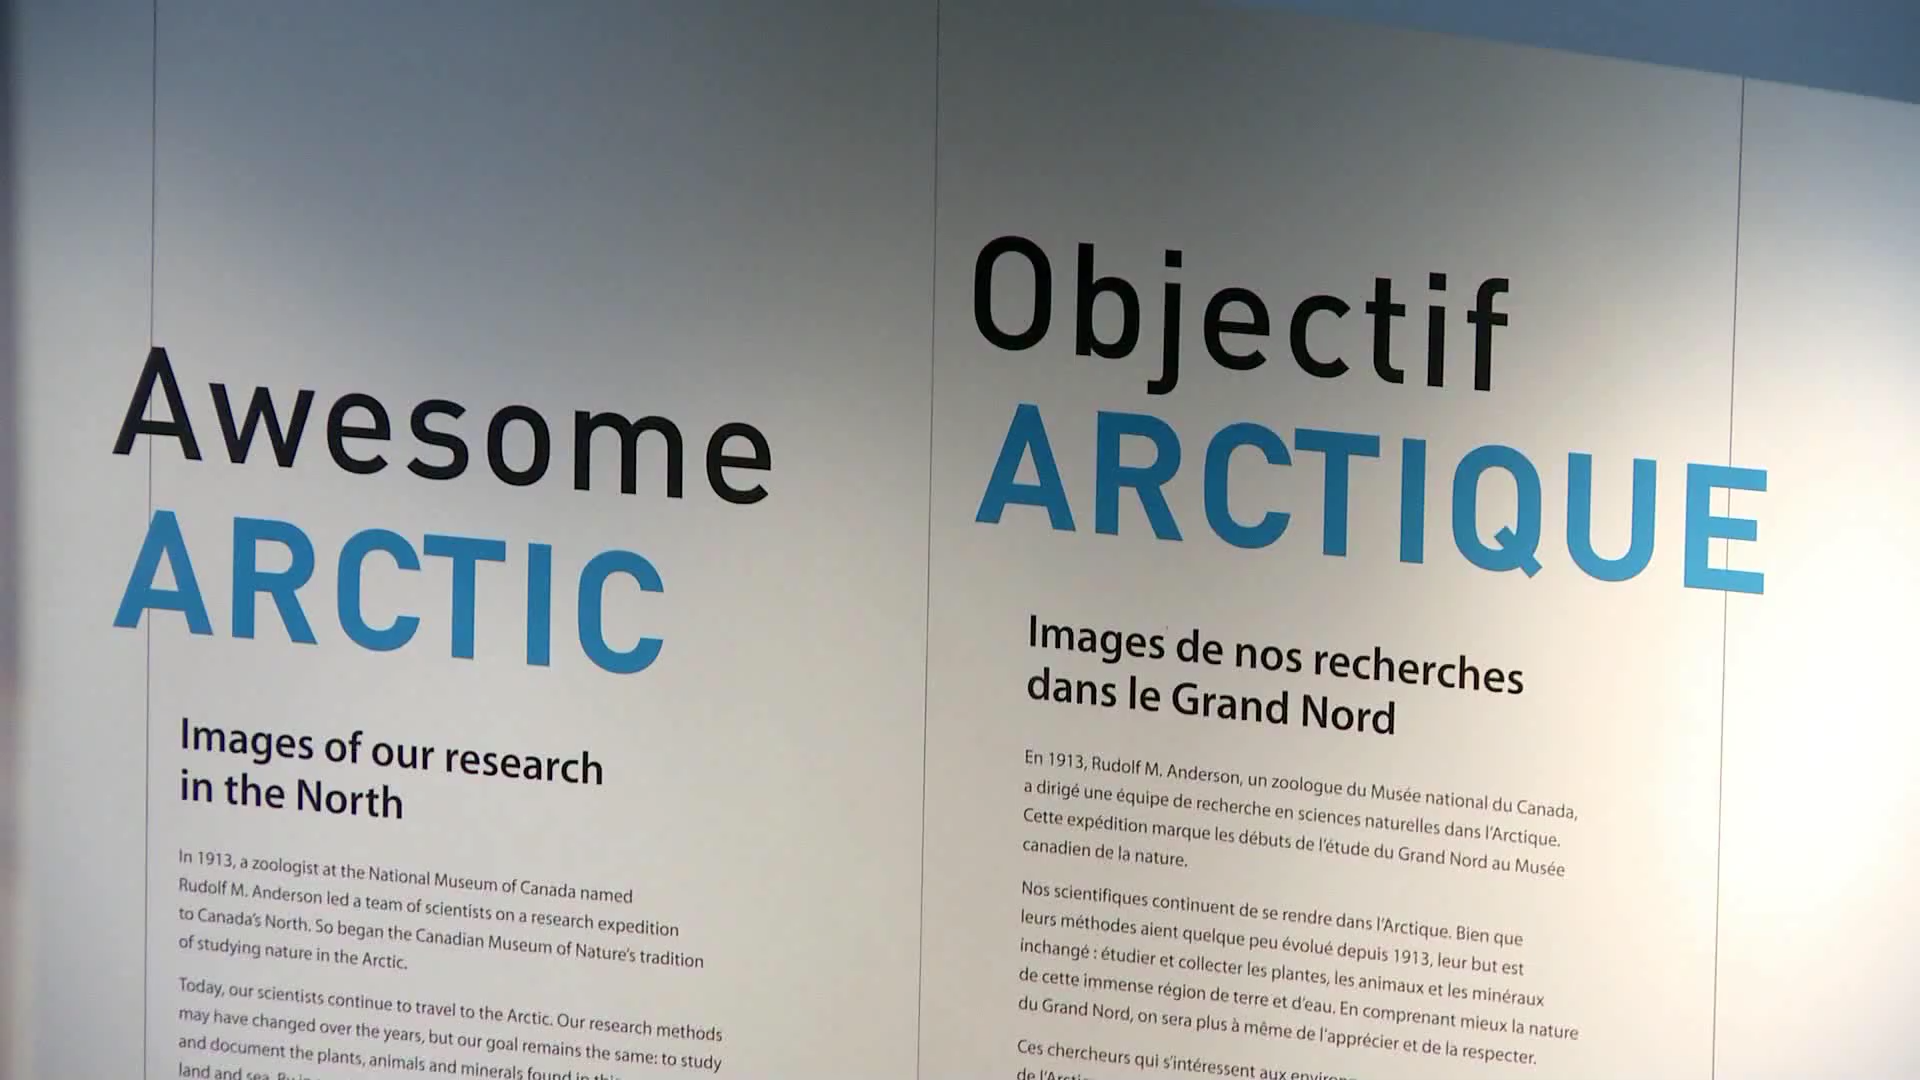 Awesome
ARCTIC
Images of our research
in the North
In 1913, a zoologist at the National Museum of Canada named
Rudolf M. Anderson led a team of scientists on a research expedition
to Canada's North. So began the Canadian Museum of Nature's tradition
of studying nature in the Arctic.
Today, our scientists continue to travel to the Arctic. Our research methods
may have changed over the years, but our goal remains the same: to study
and document the plants, animals and minerals found in
land and sea.
Objectif
ARCTIQUE
Images de nos recherches
dans le Grand Nord
En 1913, Rudolf M. Anderson, un zoologue du Musée national du Canada,
a dirigé une équipe de recherche en sciences naturelles dans l'Arctique.
Cette expédition marque les débuts de l'étude du Grand Nord au Musée
canadien de la nature.
Nos scientifiques continuent de se rendre dans l'Arctique. Bien que
leurs méthodes aient quelque peu évolué depuis 1913, leur but est
inchangé : étudier et collecter les plantes, les animaux et les minéraux
de cette immense région de terre et d'eau. En comprenant mieux la nature
du Grand Nord, on sera plus à même de l'apprécier et de la respecter.
Ces chercheurs qui s'intéressent aux
de